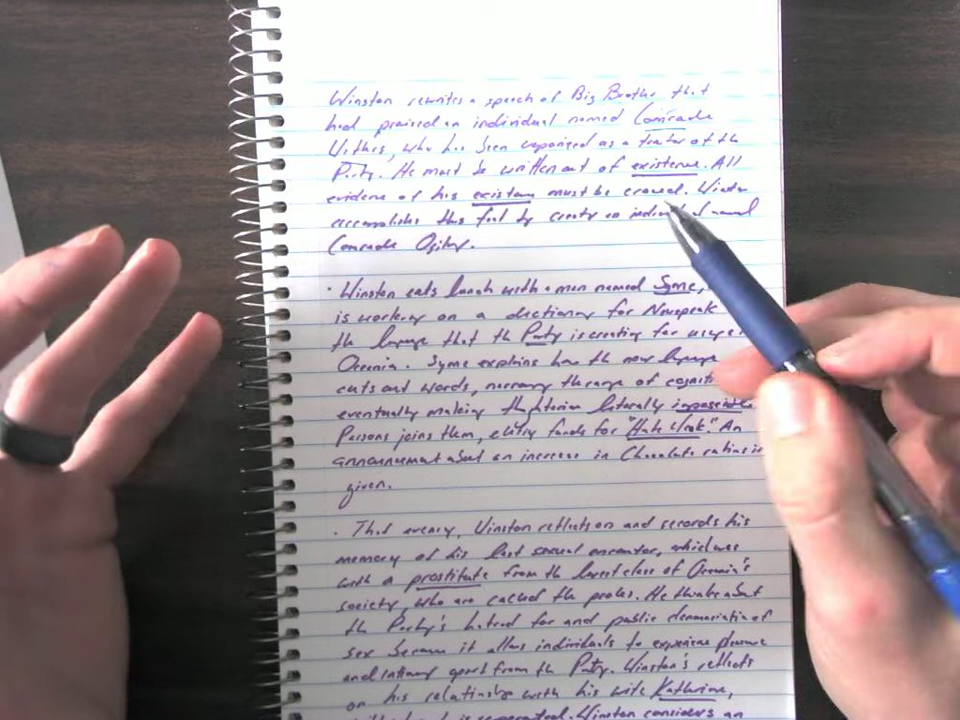 Winston rewrites a speech of Big Brother that
had praised an individual named Comrade
Withers, who has been vaporised as a traitor of the
Party. He must be written out of existence. All
evidence of his existence must be erased. Winston
accomplishes this feat by creating an individual named
Comrade Ogilvy.
· Winston eats lunch with a man named Syme,
is working on a dictionary for Newspeak
the language that the Party is creating for usage
Oceania. Syme explains how the new language
cuts out words, narrowing the range of
eventually making literally impossible
Parsons joins them, funds for "Hate Week." An
announcement about an increase in Chocolate rations is
given.
· That evening, Winston reflects on and records his
memory of his last sexual encounter, which was
with a prostitute from the lowest class of Oceania's
society, who are called the proles. He thinks about
the Party's hatred for and public denunciation of
sex because it allows individuals to experience pleasure
and intimacy apart from the Party. Winston's reflects
on his relationship with his wife Katherine,
Winston considers an